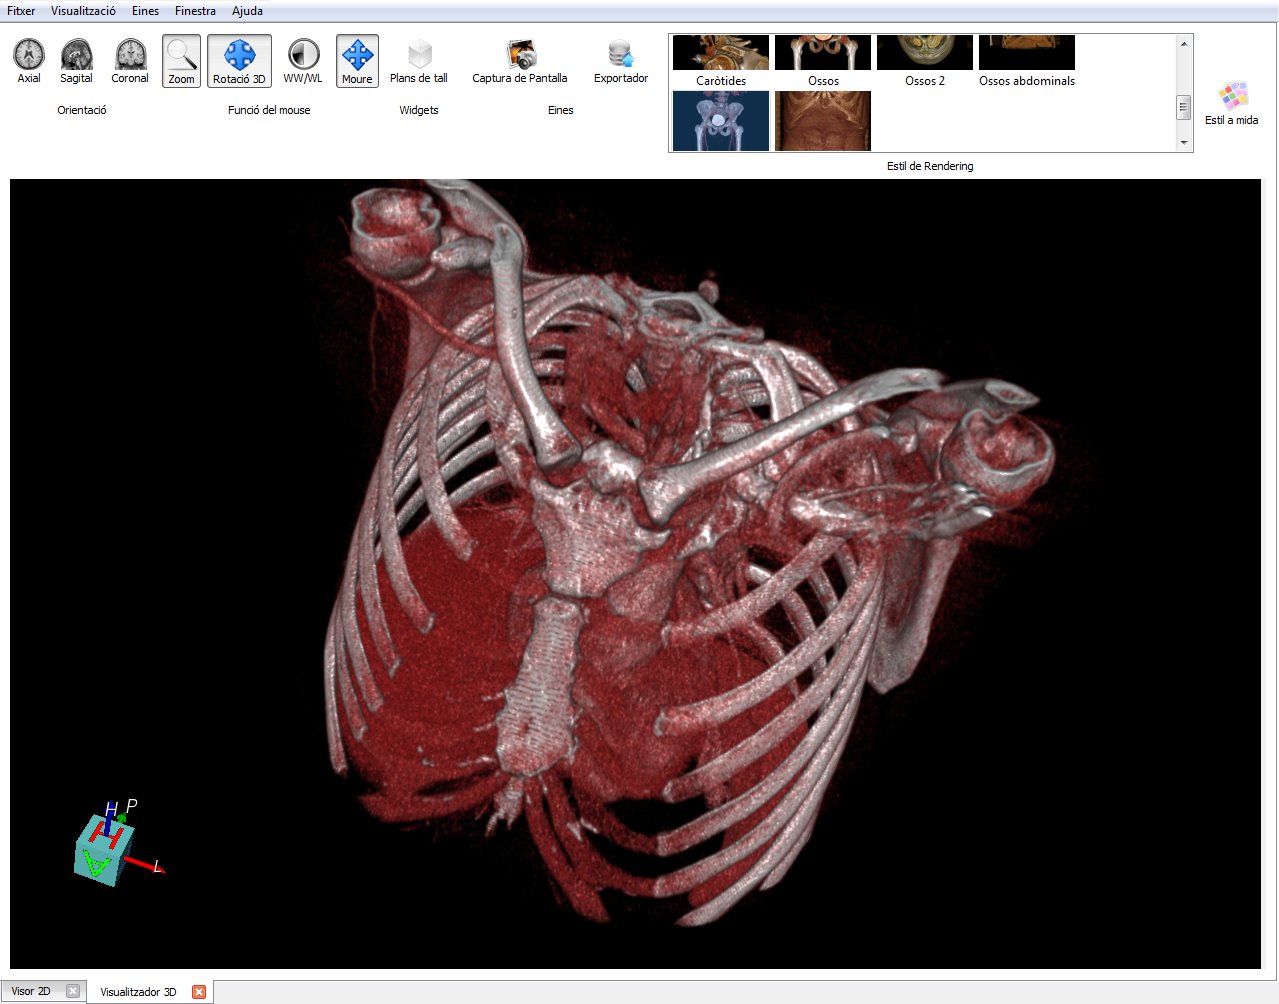 Fitxer Visualització Eines Finestra Ajuda
Axial Sagital Coronal Zoom Rotació 3D WW/WL Moure Plans de tall Captura de Pantalla Exportador
Orientació Funció del mouse Widgets Eines
Caròtides Ossos Ossos 2 Ossos abdominals
Estil a mida
Estil de Rendering
H P
H
A
L
Visor 2D Visualitzador 3D